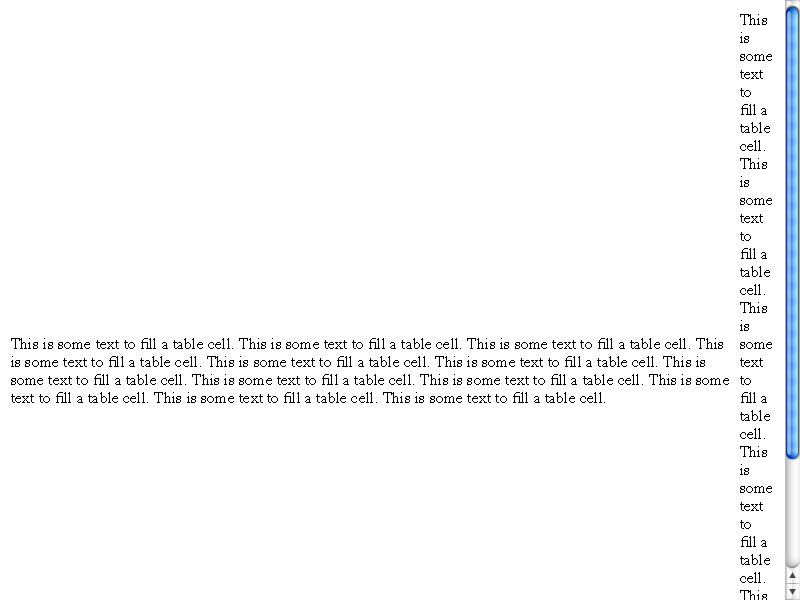 This is some text to fill a table cell. This is some text to fill a table cell. This is some text to fill a table cell. This
is some text to fill a table cell. This is some text to fill a table cell. This is some text to fill a table cell. This is
some text to fill a table cell. This is some text to fill a table cell. This is some text to fill a table cell. This is some
text to fill a table cell. This is some text to fill a table cell. This is some text to fill a table cell.
This
is
some
text
to
fill a
table
cell.
This
is
some
text
to
fill a
table
cell.
This
is
some
text
to
fill a
table
cell.
This
is
some
text
to
fill a
table
cell.
This